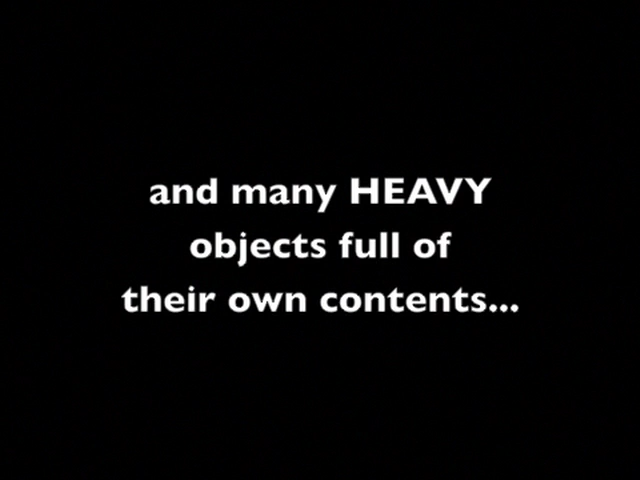 and many HEAVY
objects full of
their own contents...